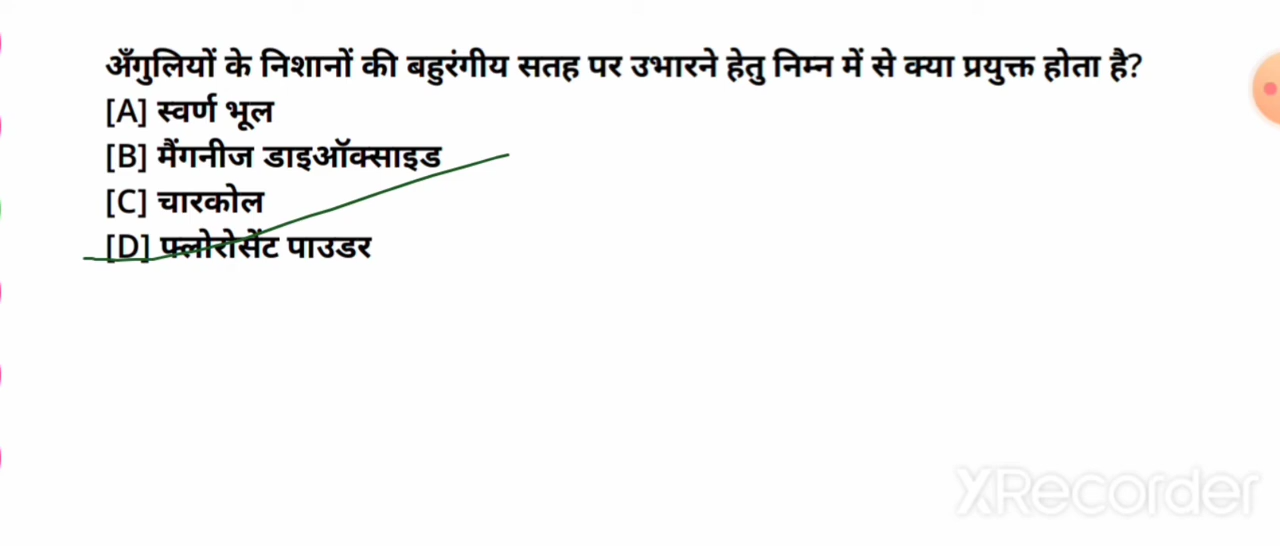 अँगुलियों के निशानों की बहुरंगीय सतह पर उभारने हेतु निम्न में से क्या प्रयुक्त होता है?
[A] स्वर्ण भूल
[B] मैंगनीज डाइऑक्साइड
[C] चारकोल
[D] फ्लोरोसेंट पाउडर
XRecorder